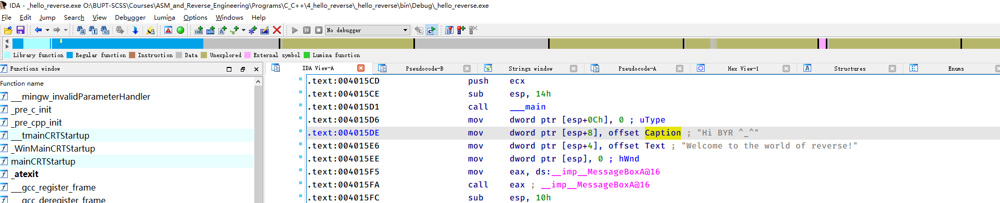 IDA - _hello_reverse.exe O:\BUPT-SCSS\Courses\ASM_and_Reverse_Engineering\Programs\C_C++\4_hello_reverse\_hello_reverse\bin\Debug\_hello_reverse.exe
File Edit Jump Search View Debugger Lumina Options Windows Help
No debugger
Library function Regular function Instruction Data Unexplored External symbol Lumina function
Functions window
IDA View-A Pseudocode-B Strings window Pseudocode-A Hex View-1 Structures Enums
Function name
___mingw_invalidParameterHandler
_pre_c_init
_pre_cpp_init
___tmainCRTStartup
_WinMainCRTStartup
mainCRTStartup
_atexit
___gcc_register_frame
___gcc_deregister_frame
.text:004015CD push ecx
.text:004015CE sub esp, 14h
.text:004015D1 call ___main
.text:004015D6 mov dword ptr [esp+0Ch], 0 ; uType
.text:004015DE mov dword ptr [esp+8], offset Caption ; "Hi BYR ^_^"
.text:004015E6 mov dword ptr [esp+4], offset Text ; "Welcome to the world of reverse!"
.text:004015EE mov dword ptr [esp], 0 ; hWnd
.text:004015F5 mov eax, ds:__imp__MessageBoxA@16
.text:004015FA call eax ; __imp__MessageBoxA@16
.text:004015FC sub esp, 10h